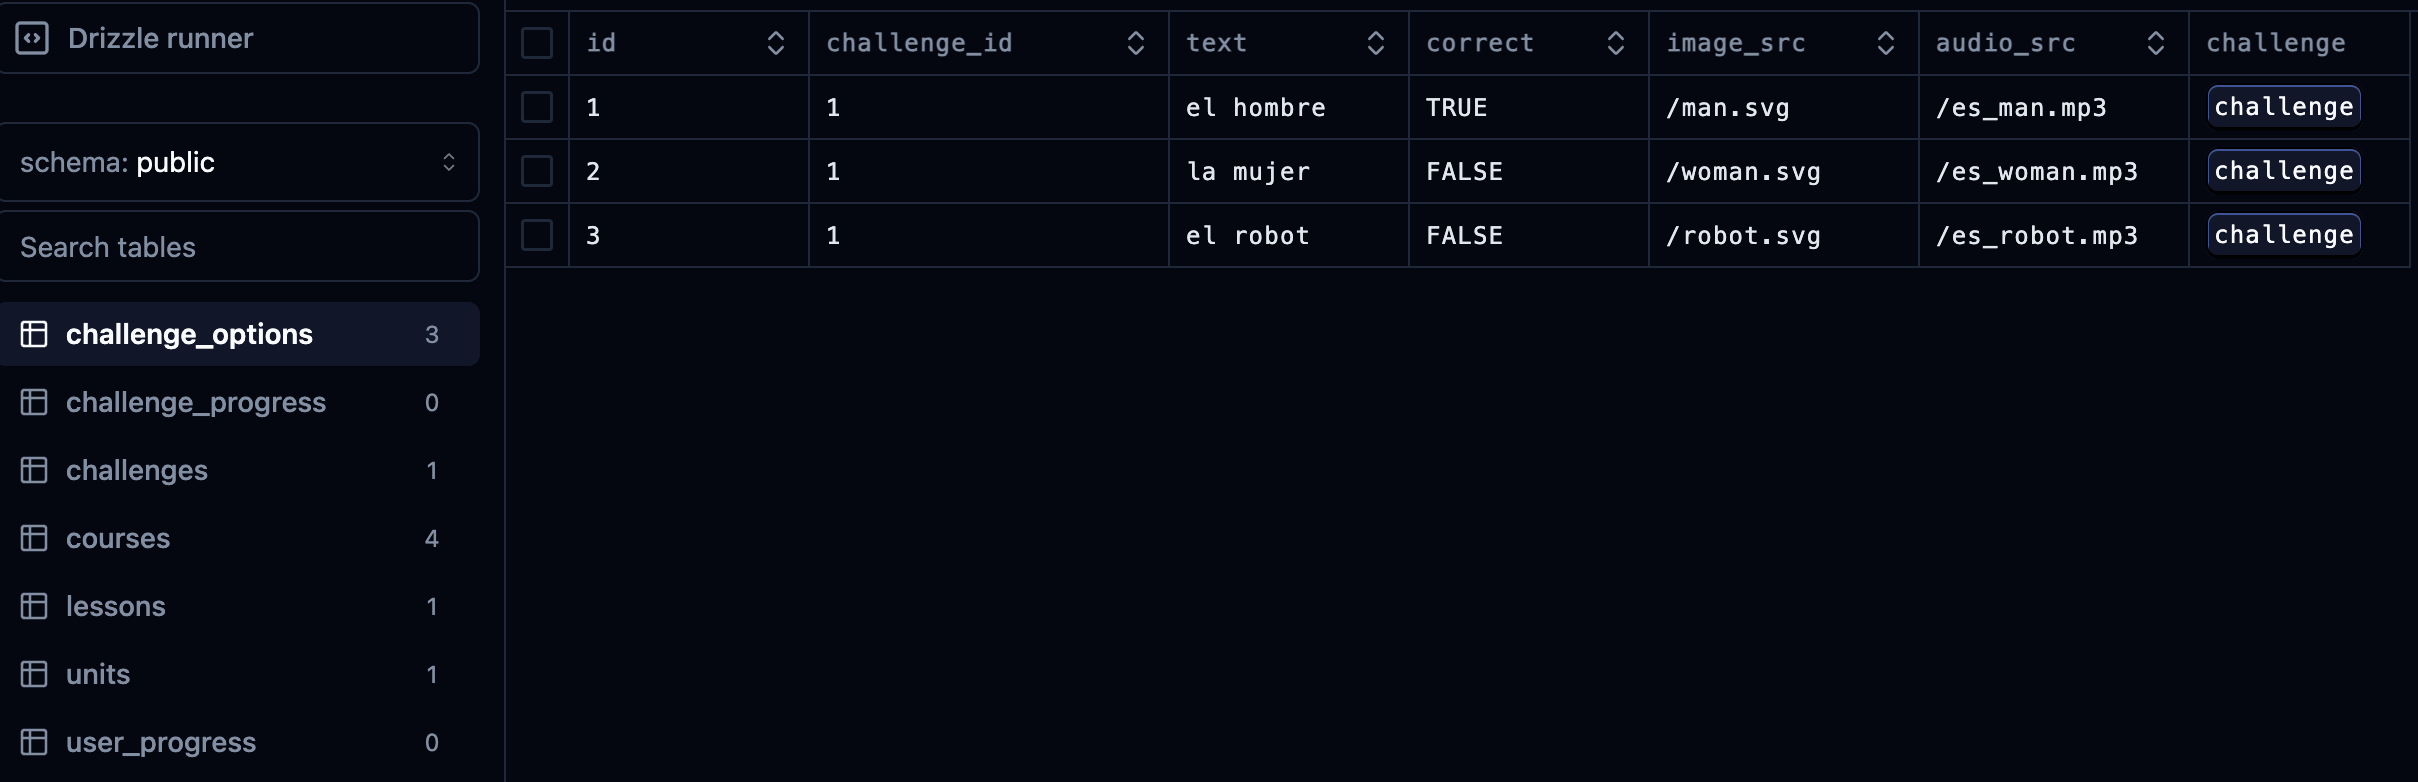 Drizzle runner
schema: public
Search tables
challenge_options 3
challenge_progress 0
challenges 1
courses 4
lessons 1
units 1
user_progress 0
id challenge_id text correct image_src audio_src challenge
1 1 el hombre TRUE /man.svg /es_man.mp3 challenge
2 1 la mujer FALSE /woman.svg /es_woman.mp3 challenge
3 1 el robot FALSE /robot.svg /es_robot.mp3 challenge